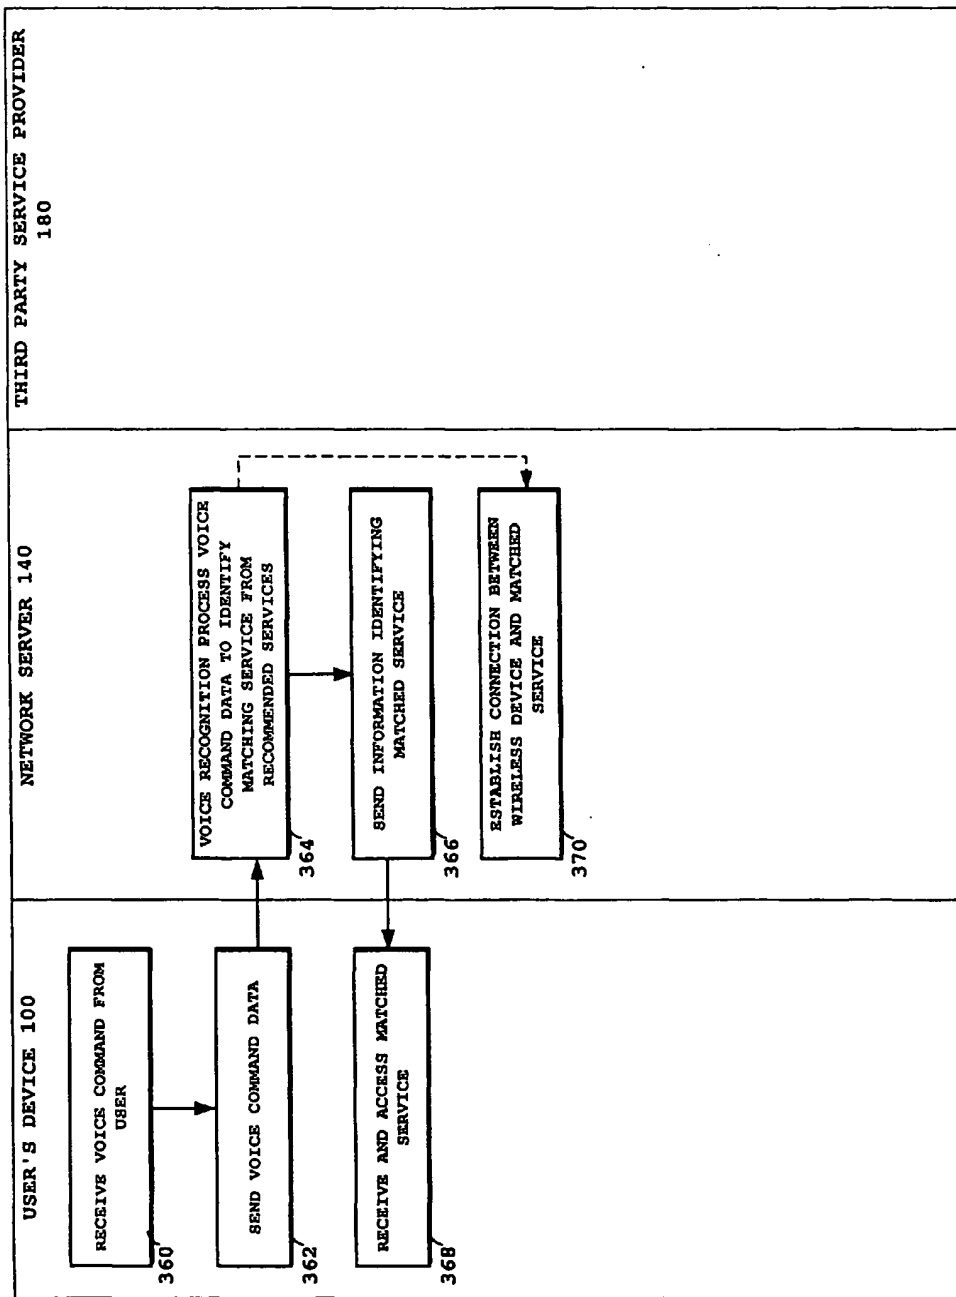 USER'S DEVICE 100
NETWORK SERVER 140
THIRD PARTY SERVICE PROVIDER
180
RECEIVE VOICE COMMAND FROM
USER
360
SEND VOICE COMMAND DATA
362
VOICE RECOGNITION PROCESS VOICE
COMMAND DATA TO IDENTIFY
MATCHING SERVICE FROM
RECOMMENDED SERVICES
364
SEND INFORMATION IDENTIFYING
MATCHED SERVICE
366
RECEIVE AND ACCESS MATCHED
SERVICE
368
ESTABLISH CONNECTION BETWEEN
WIRELESS DEVICE AND MATCHED
SERVICE
370